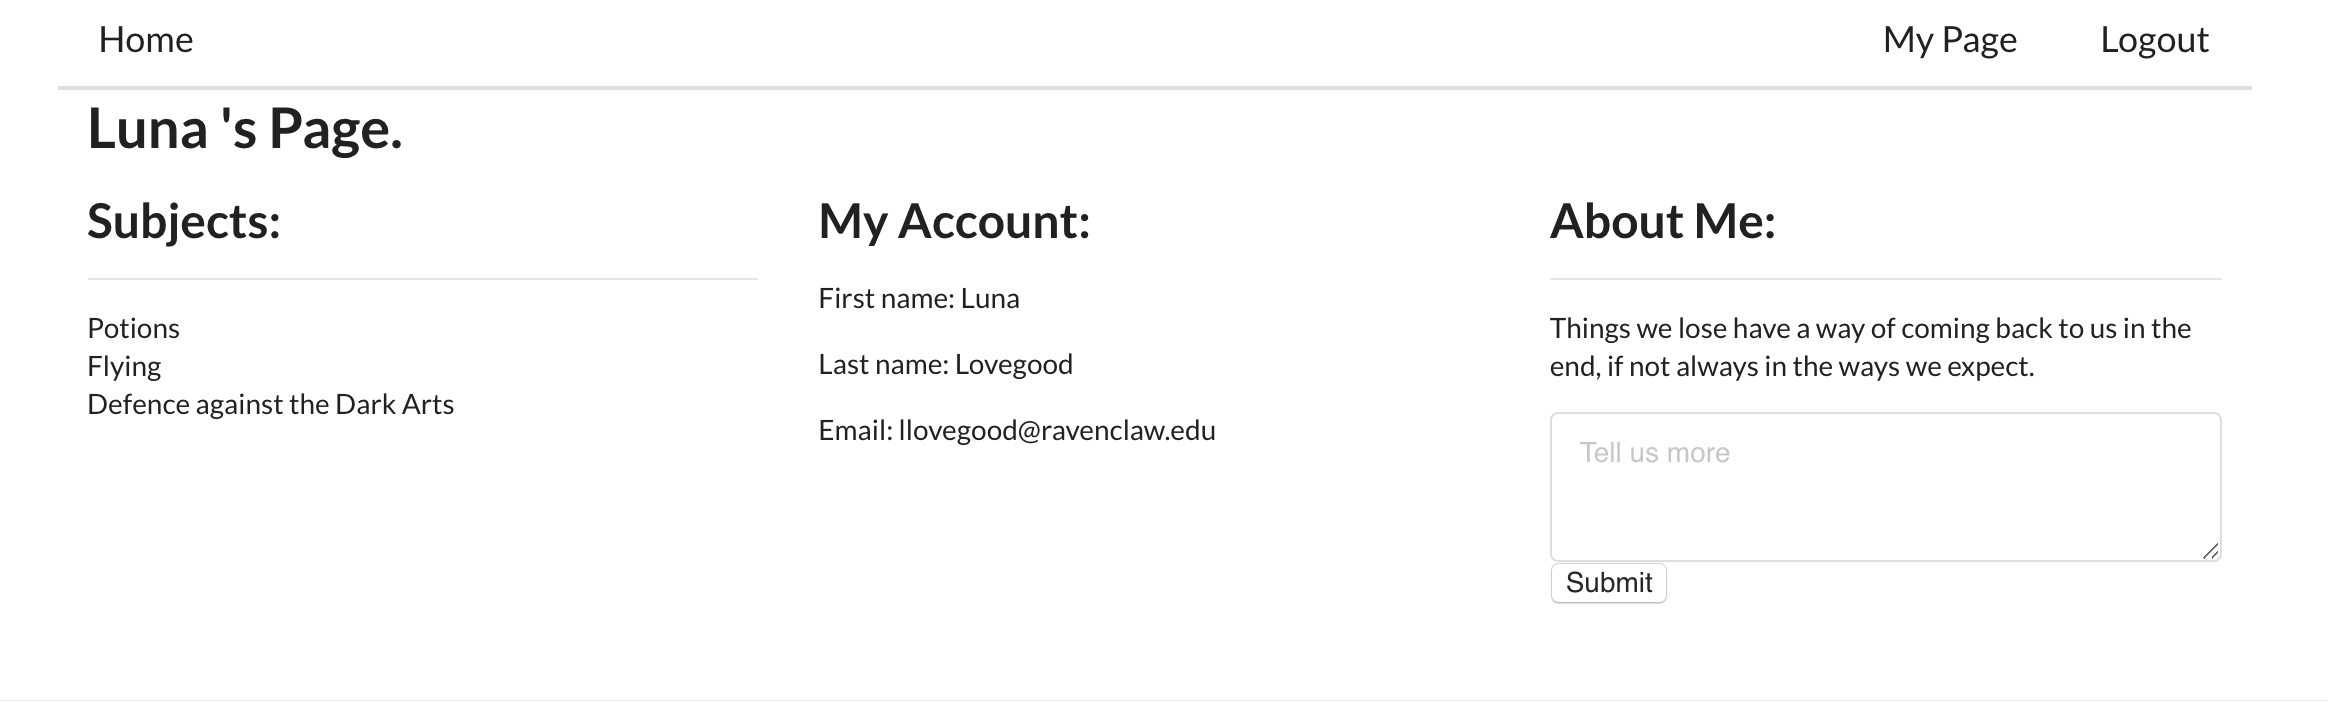 Home
My Page
Logout
Luna 's Page.
Subjects:
Potions
Flying
Defence against the Dark Arts
My Account:
First name: Luna
Last name: Lovegood
Email: llovegood@ravenclaw.edu
About Me:
Things we lose have a way of coming back to us in the
end, if not always in the ways we expect.
Tell us more
Submit